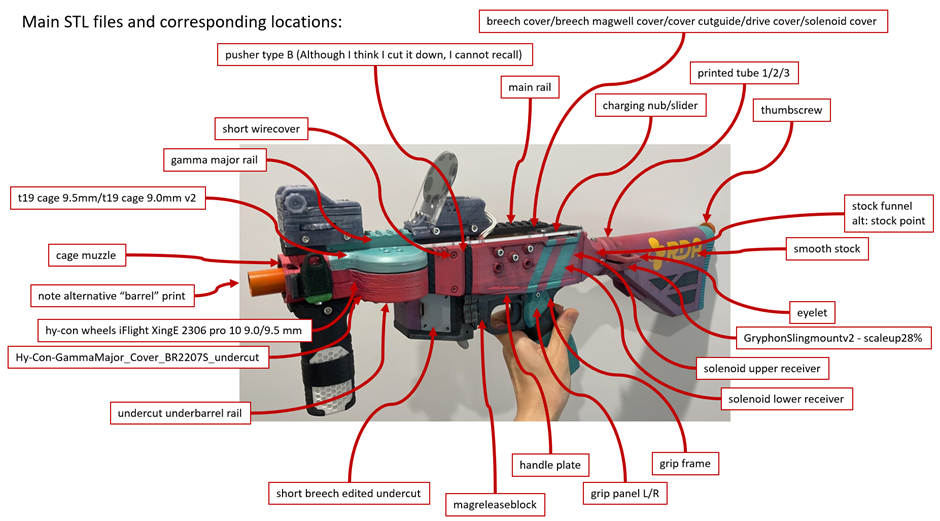 Main STL files and corresponding locations:
breech cover/breech magwell cover/cover cutguide/drive cover/solenoid cover
pusher type B (Although I think I cut it down, I cannot recall)
main rail
printed tube 1/2/3
charging nub/slider
thumbscrew
short wirecover
gamma major rail
t19 cage 9.5mm/t19 cage 9.0mm v2
stock funnel
alt: stock point
smooth stock
cage muzzle
note alternative “barrel” print
eyelet
hy-con wheels iFlight XingE 2306 pro 10 9.0/9.5 mm
GryphonSlingmountv2 - scaleup28%
Hy-Con-GammaMajor_Cover_BR2207S_undercut
solenoid upper receiver
solenoid lower receiver
undercut underbarrel rail
handle plate
grip frame
short breech edited undercut
grip panel L/R
magreleaseblock